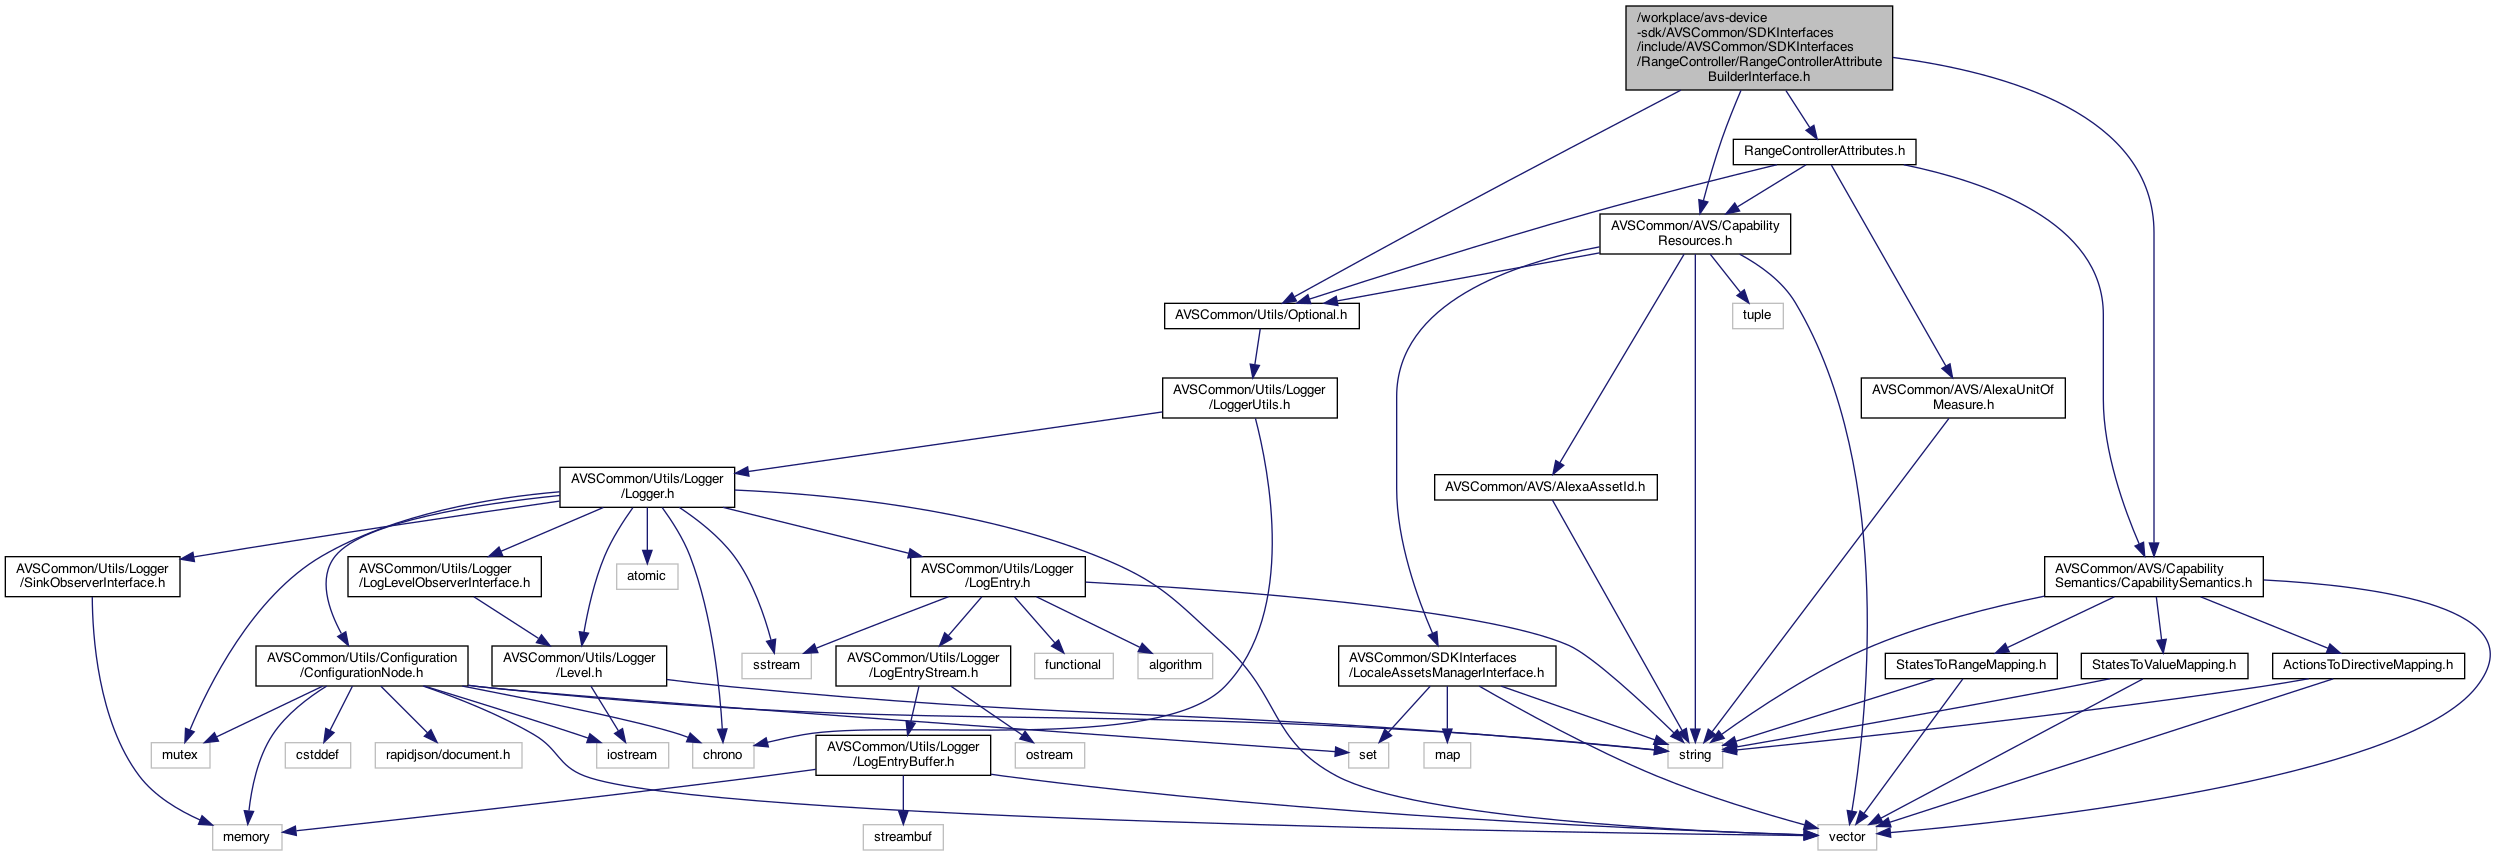 /workplace/avs-device
-sdk/AVSCommon/SDKInterfaces
/include/AVSCommon/SDKInterfaces
/RangeController/RangeControllerAttribute
BuilderInterface.h
RangeControllerAttributes.h
AVSCommon/AVS/Capability
Resources.h
AVSCommon/Utils/Optional.h
tuple
AVSCommon/Utils/Logger
/LoggerUtils.h
AVSCommon/AVS/AlexaUnitOf
Measure.h
AVSCommon/Utils/Logger
/Logger.h
AVSCommon/AVS/AlexaAssetId.h
AVSCommon/Utils/Logger
/SinkObserverInterface.h
AVSCommon/Utils/Logger
/LogLevelObserverInterface.h
atomic
AVSCommon/Utils/Logger
/LogEntry.h
AVSCommon/AVS/Capability
Semantics/CapabilitySemantics.h
AVSCommon/Utils/Configuration
/ConfigurationNode.h
AVSCommon/Utils/Logger
/Level.h
sstream
AVSCommon/Utils/Logger
/LogEntryStream.h
functional
algorithm
AVSCommon/SDKInterfaces
/LocaleAssetsManagerInterface.h
StatesToRangeMapping.h
StatesToValueMapping.h
ActionsToDirectiveMapping.h
mutex
cstddef
rapidjson/document.h
iostream
chrono
AVSCommon/Utils/Logger
/LogEntryBuffer.h
ostream
set
map
string
memory
streambuf
vector